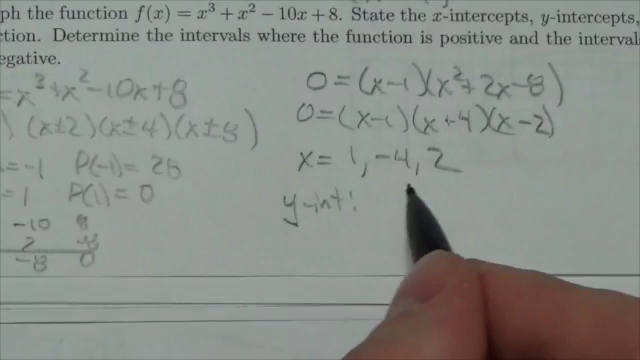 ph the function f(x) = x³ + x² − 10x + 8. State the x-intercepts, y-intercepts,
ction. Determine the intervals where the function is positive and the interval
egative.
= x³ + x² − 10x + 8
) (x ± 2)(x ± 4)(x ± 8)
= −1 P(−1) = 28
= 1 P(1) = 0
−10 8
2 −8
−8 0
0 = (x−1)(x²+2x−8)
0 = (x−1)(x+4)(x−2)
x = 1, −4, 2
y-int: